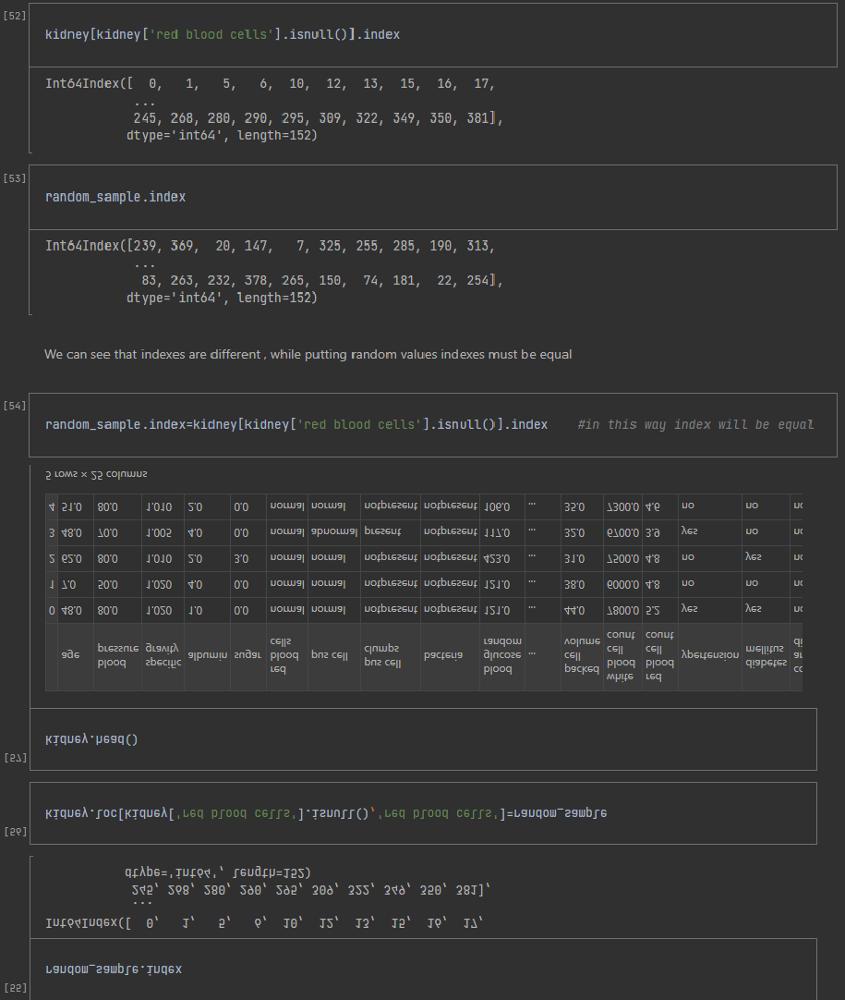 [52]
kidney[kidney['red blood cells'].isnull()].index
Int64Index([  0,   1,   5,   6,  10,  12,  13,  15,  16,  17,
...
245, 268, 280, 290, 295, 309, 322, 349, 350, 381],
dtype='int64', length=152)
[53]
random_sample.index
Int64Index([239, 369,  20, 147,   7, 325, 255, 285, 190, 313,
...
83, 263, 232, 378, 265, 150,  74, 181,  22, 254],
dtype='int64', length=152)
We can see that indexes are different , while putting random values indexes must be equal
[54]
random_sample.index=kidney[kidney['red blood cells'].isnull()].index    #in this way index will be equal
[55]
random_sample.index
Int64Index([  0,   1,   5,   6,  10,  12,  13,  15,  16,  17,
...
245, 268, 280, 290, 295, 309, 322, 349, 350, 381],
dtype='int64', length=152)
[56]
kidney.loc[kidney['red blood cells'].isnull(),'red blood cells']=random_sample
[57]
kidney.head()
age
blood pressure
specific gravity
albumin
sugar
red blood cells
pus cell
pus cell clumps
bacteria
blood glucose random
...
packed cell volume
white blood cell count
red blood cell count
ypertension
diabetes mellitus
0 48.0 80.0 1.020 1.0 0.0 normal normal notpresent notpresent 121.0 ... 44.0 7800.0 5.2 yes yes
1 7.0 50.0 1.020 4.0 0.0 normal normal notpresent notpresent 121.0 ... 38.0 6000.0 4.8 no no
2 62.0 80.0 1.010 2.0 3.0 normal normal notpresent notpresent 423.0 ... 31.0 7500.0 4.8 no yes
3 48.0 70.0 1.005 4.0 0.0 normal abnormal present notpresent 117.0 ... 32.0 6700.0 3.9 yes no
4 51.0 80.0 1.010 2.0 0.0 normal normal notpresent notpresent 106.0 ... 35.0 7300.0 4.6 no no
5 rows × 25 columns